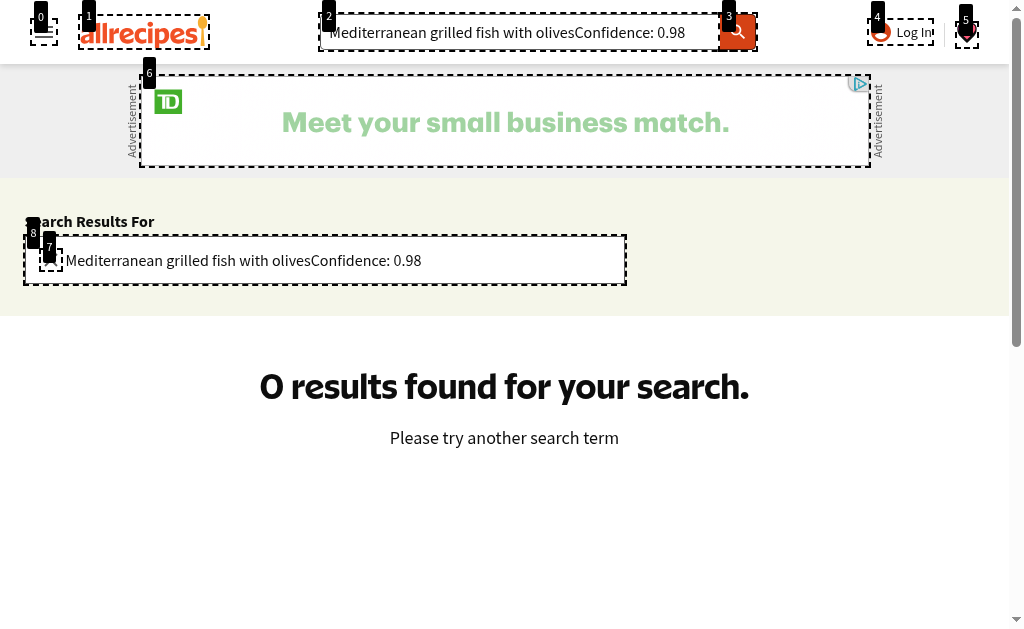 0
1
2
3
4
5
allrecipes
Mediterranean grilled fish with olivesConfidence: 0.98
Log In
6
Advertisement
TD
Meet your small business match.
Advertisement
Search Results For
8
7
Mediterranean grilled fish with olivesConfidence: 0.98
0 results found for your search.
Please try another search term